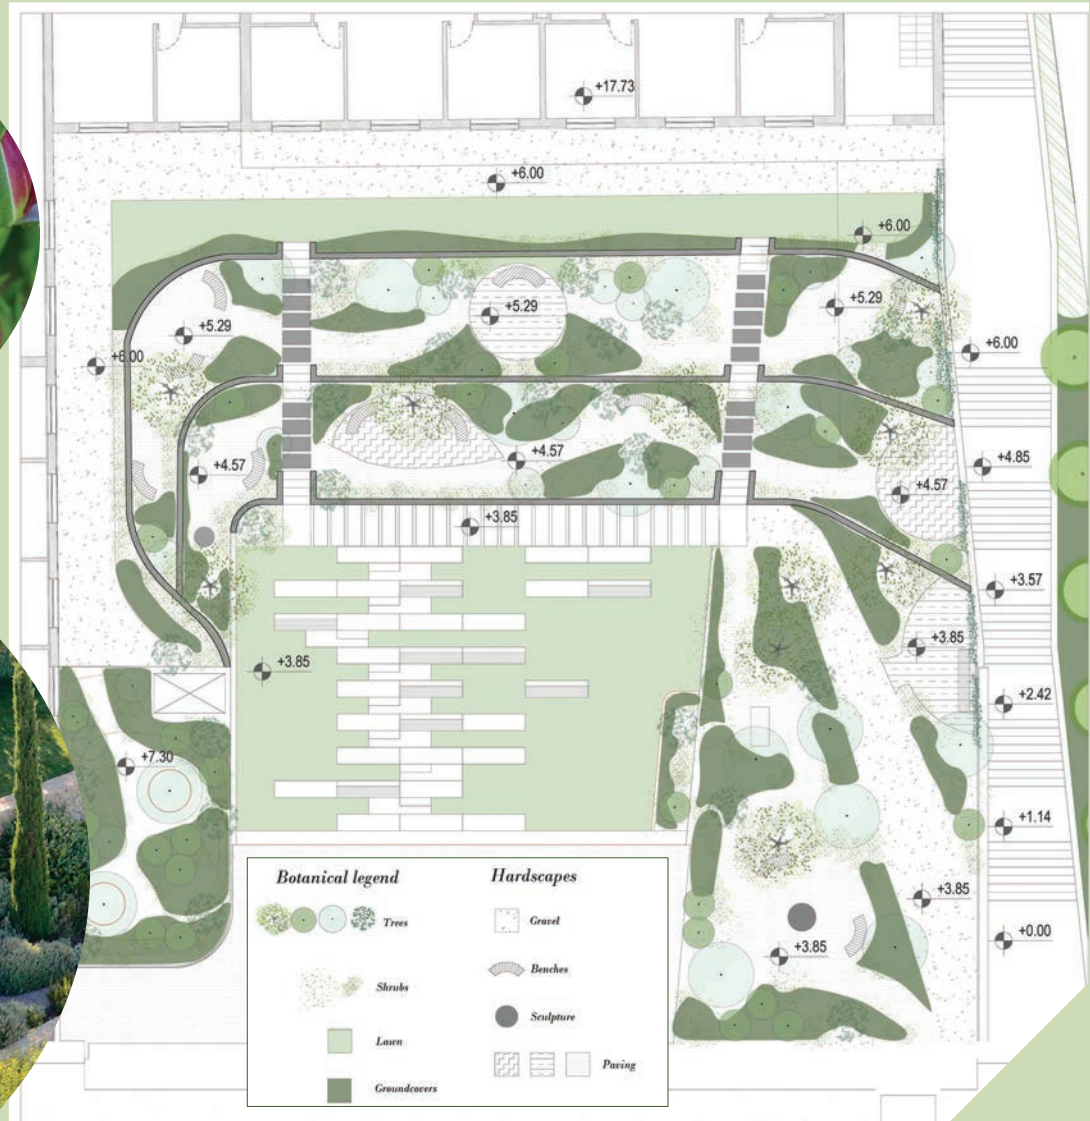 +17.73
+6.00
+6.00
+5.29
+5.29
+5.29
+6.00
+6.00
+4.57
+4.57
+4.85
+4.57
+3.85
+3.57
+3.85
+3.85
+2.42
+7.30
+1.14
+3.85
+0.00
+3.85
Botanical legend
Trees
Shrubs
Lawn
Groundcovers
Hardscapes
Gravel
Benches
Sculpture
Paving